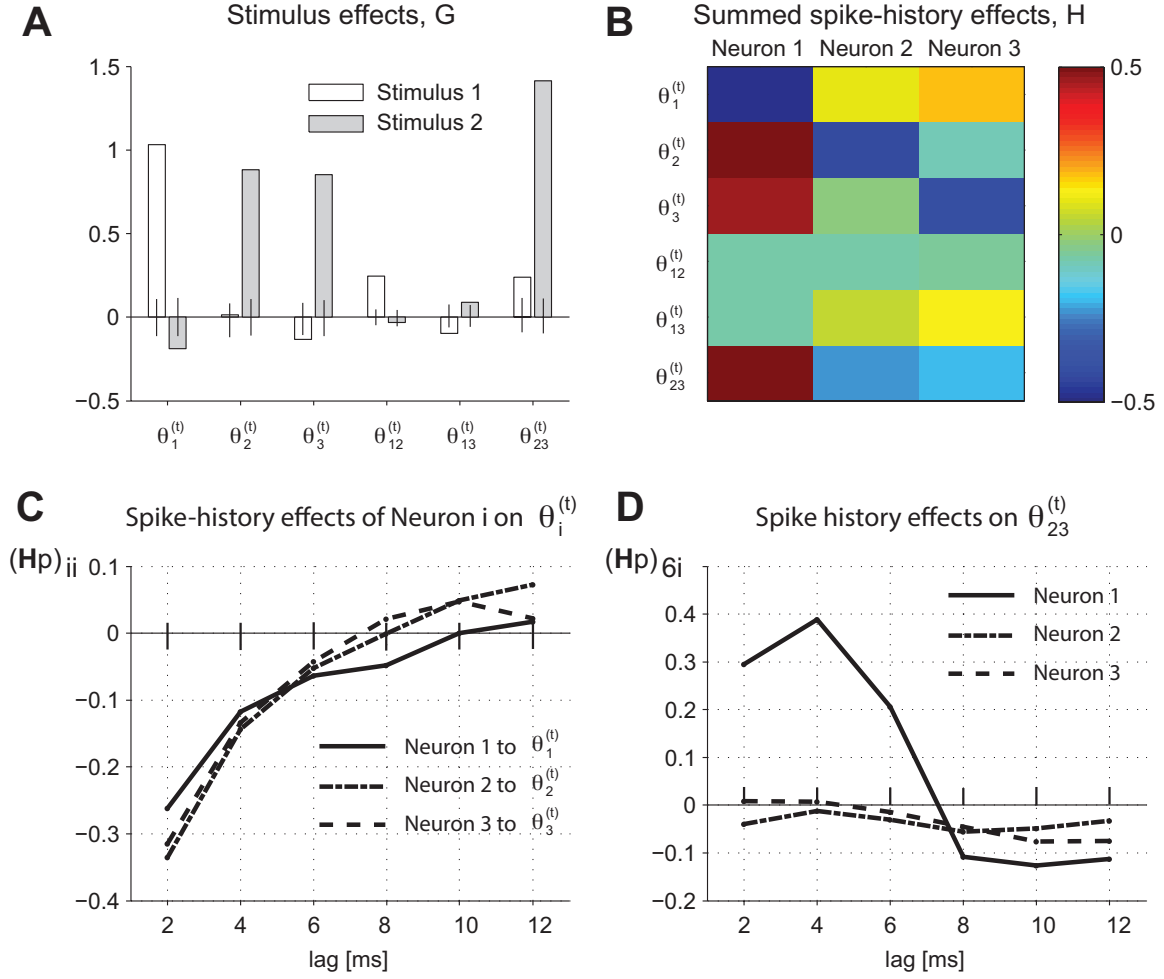 A
Stimulus effects, G
1.5
1
0.5
0
−0.5
Stimulus 1
Stimulus 2
θ₁⁽ᵗ⁾ θ₂⁽ᵗ⁾ θ₃⁽ᵗ⁾ θ₁₂⁽ᵗ⁾ θ₁₃⁽ᵗ⁾ θ₂₃⁽ᵗ⁾
B
Summed spike-history effects, H
Neuron 1 Neuron 2 Neuron 3
θ₁⁽ᵗ⁾
θ₂⁽ᵗ⁾
θ₃⁽ᵗ⁾
θ₁₂⁽ᵗ⁾
θ₁₃⁽ᵗ⁾
θ₂₃⁽ᵗ⁾
0.5
0
−0.5
C
Spike-history effects of Neuron i on θᵢ⁽ᵗ⁾
(Hp)ᵢᵢ
0.1
0
−0.1
−0.2
−0.3
−0.4
Neuron 1 to θ₁⁽ᵗ⁾
Neuron 2 to θ₂⁽ᵗ⁾
Neuron 3 to θ₃⁽ᵗ⁾
2 4 6 8 10 12
lag [ms]
D
Spike history effects on θ₂₃⁽ᵗ⁾
(Hp)₆ᵢ
0.4
0.3
0.2
0.1
0
−0.1
−0.2
Neuron 1
Neuron 2
Neuron 3
2 4 6 8 10 12
lag [ms]